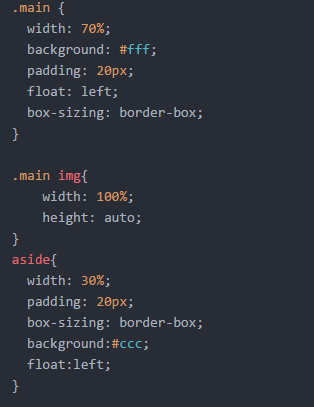 .main {
  width: 70%;
  background: #fff;
  padding: 20px;
  float: left;
  box-sizing: border-box;
}

.main img{
    width: 100%;
    height: auto;
}
aside{
  width: 30%;
  padding: 20px;
  box-sizing: border-box;
  background:#ccc;
  float:left;
}